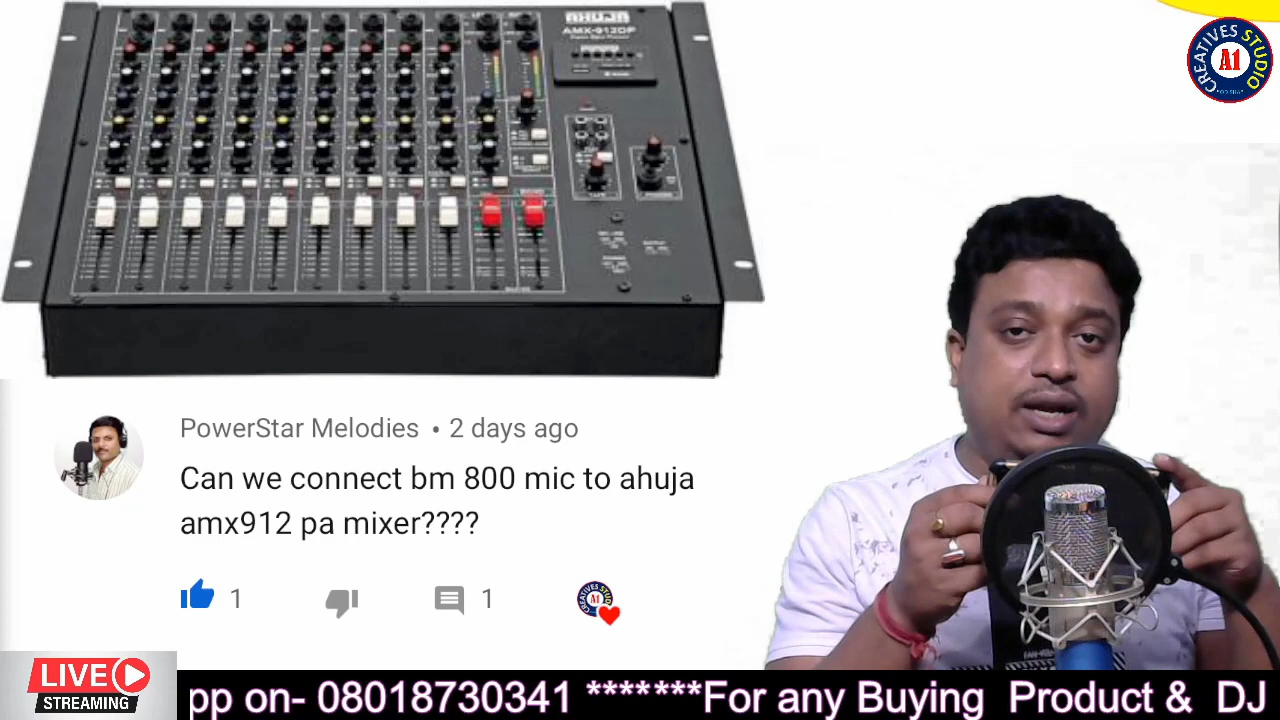 AHUJA
AMX-912DP
CREATIVES STUDIO
A1
PowerStar Melodies • 2 days ago
Can we connect bm 800 mic to ahuja
amx912 pa mixer????
1
1
A1
LIVE
STREAMING
pp on- 08018730341 *******For any Buying Product & DJ